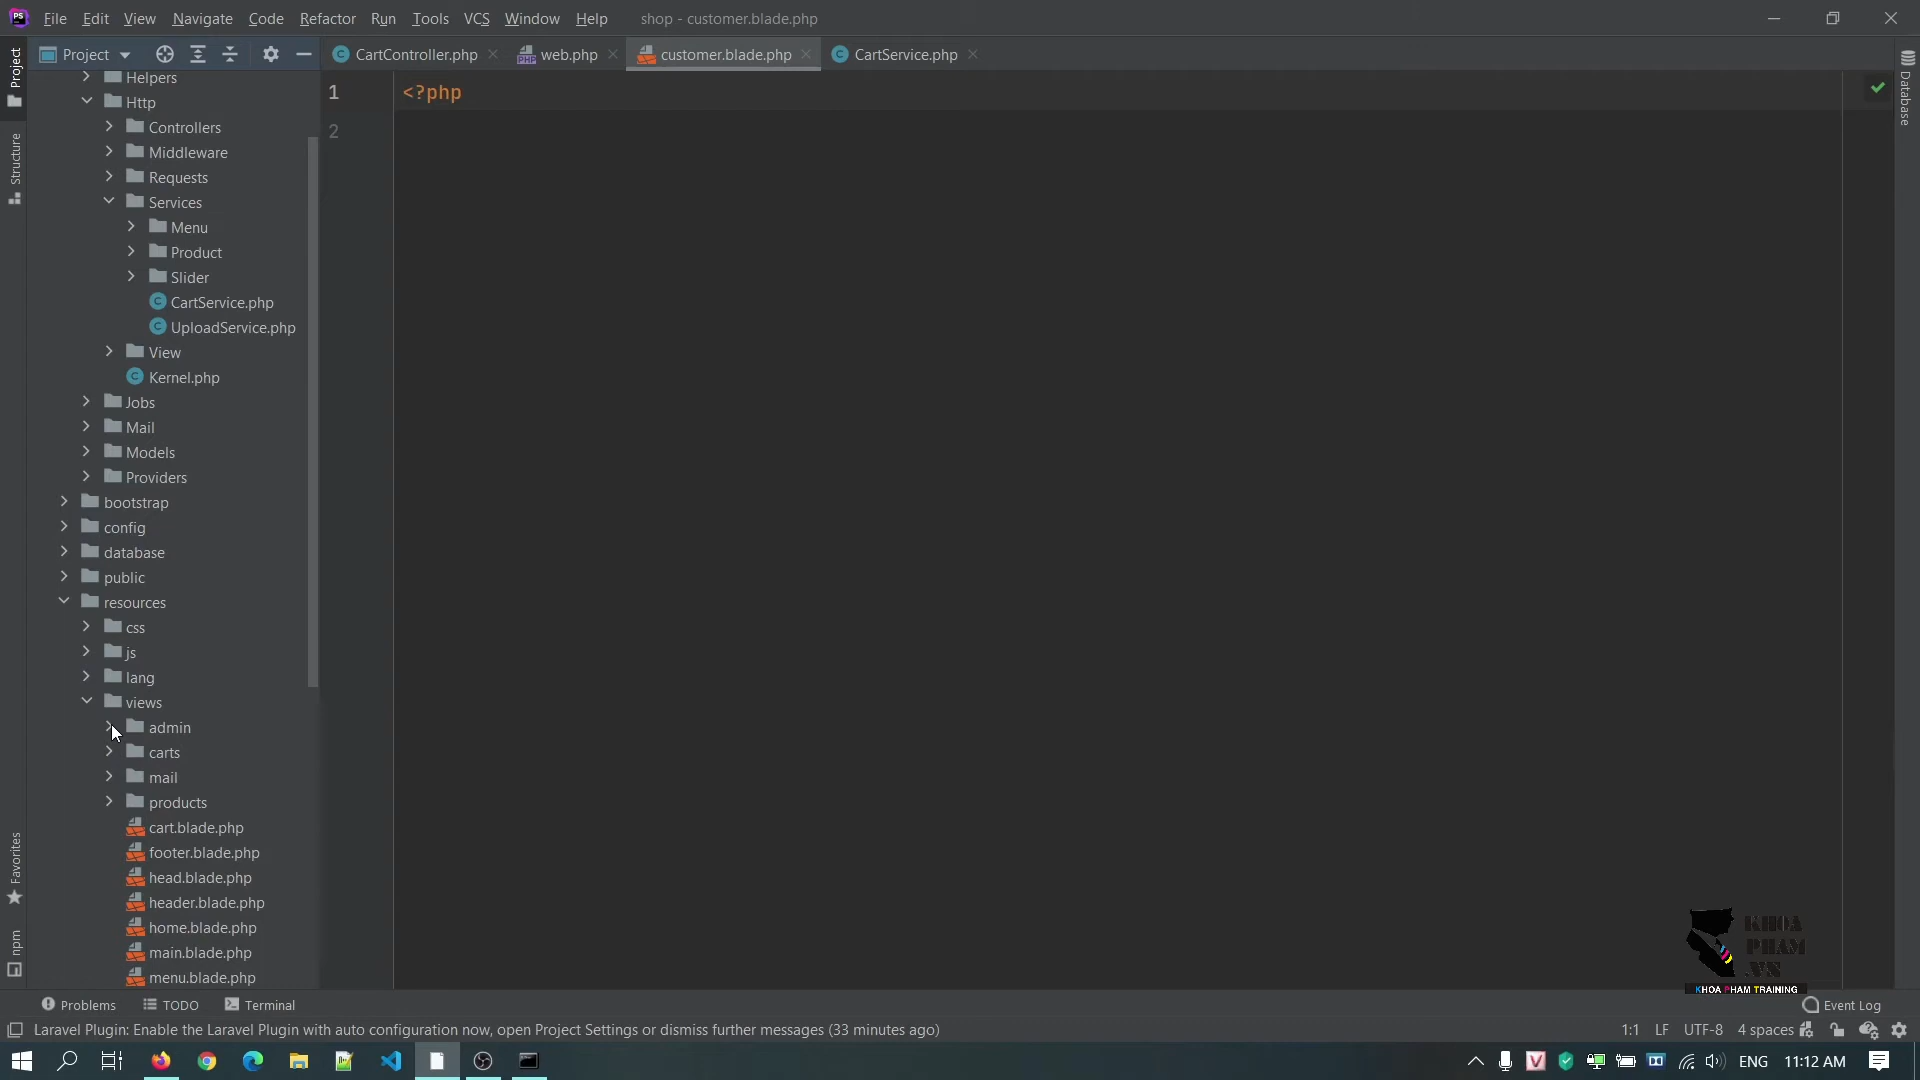 File Edit View Navigate Code Refactor Run Tools VCS Window Help shop - customer.blade.php
Project
CartController.php web.php customer.blade.php CartService.php
Project
Structure
Favorites
npm
Database
Helpers
Http
Controllers
Middleware
Requests
Services
Menu
Product
Slider
CartService.php
UploadService.php
View
Kernel.php
Jobs
Mail
Models
Providers
bootstrap
config
database
public
resources
css
js
lang
views
admin
carts
mail
products
cart.blade.php
footer.blade.php
head.blade.php
header.blade.php
home.blade.php
main.blade.php
menu.blade.php
1 <?php
2
KHOA
PHAM
.VN
KHOA PHAM TRAINING
Problems TODO Terminal Event Log
Laravel Plugin: Enable the Laravel Plugin with auto configuration now, open Project Settings or dismiss further messages (33 minutes ago) 1:1 LF UTF-8 4 spaces
ENG 11:12 AM